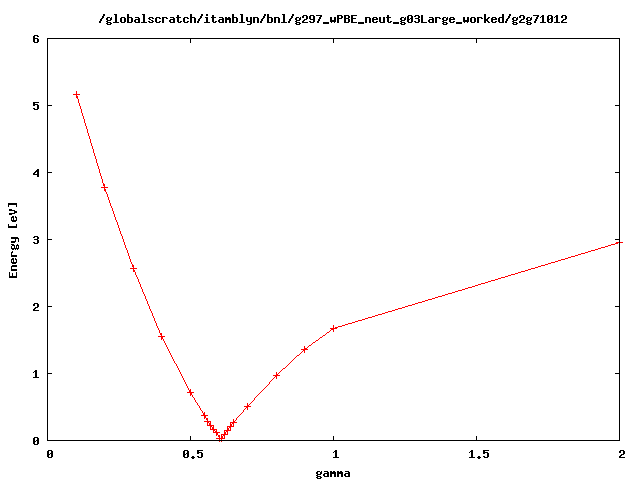 /globalscratch/itamblyn/bnl/g297_wPBE_neut_g03Large_worked/g2g71012
6
5
4
3
2
1
0
Energy [eV]
0 0.5 1 1.5 2
gamma